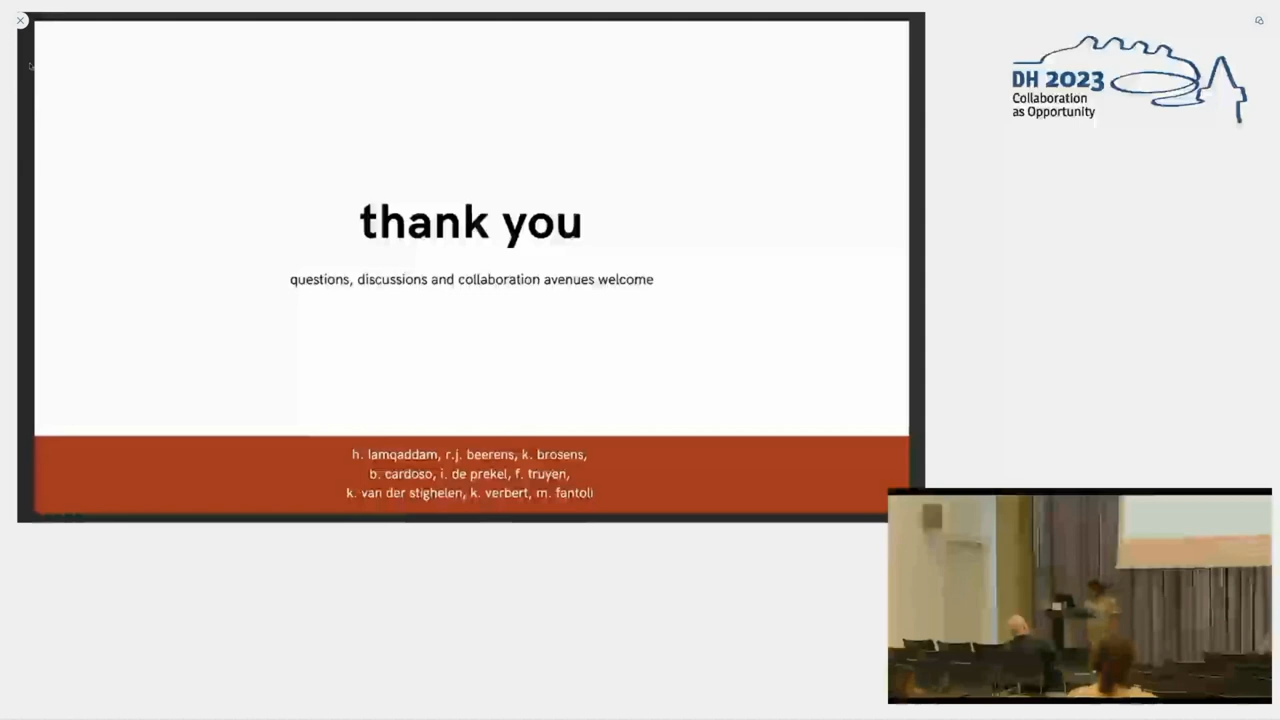 thank you
questions, discussions and collaboration avenues welcome
h. lamqaddam, r.j. beerens, k. brosens,
b. cardoso, i. de prekel, f. truyen,
k. van der stighelen, k. verbert, m. fantoli
DH 2023
Collaboration
as Opportunity